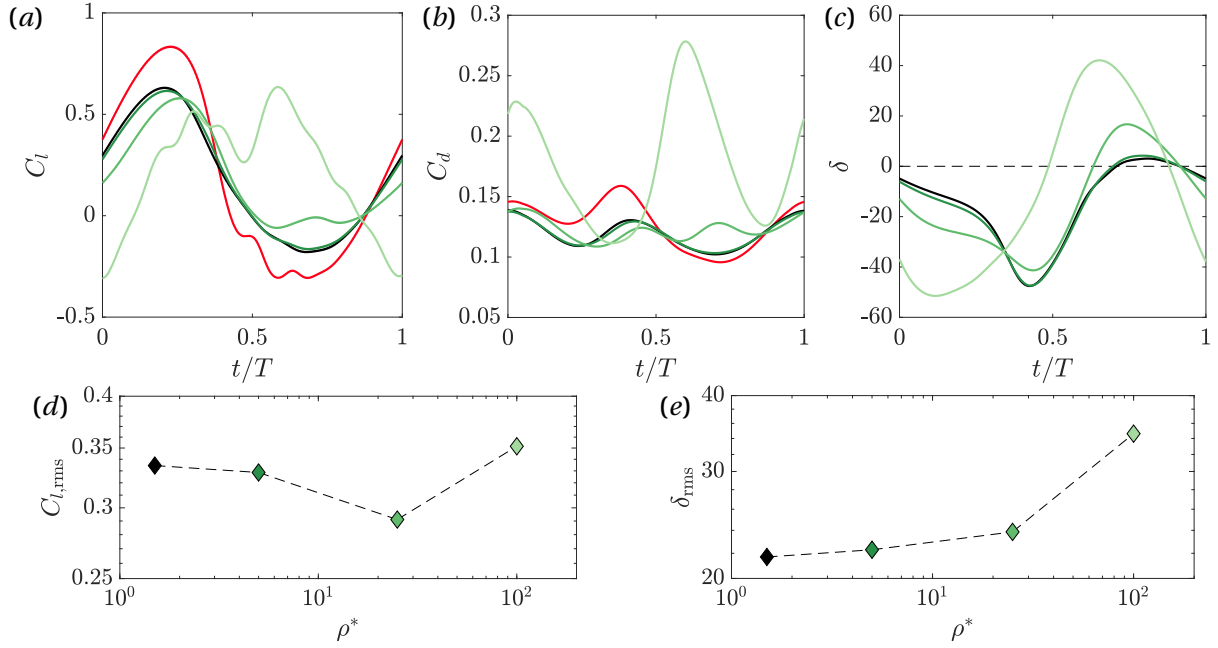 (a)
1
0.5
0
-0.5
C_l
0 0.5 1
t/T
(b)
0.3
0.25
0.2
0.15
0.1
0.05
C_d
0 0.5 1
t/T
(c)
60
40
20
0
-20
-40
-60
δ
0 0.5 1
t/T
(d)
0.4
0.35
0.3
0.25
C_{l,rms}
10^0 10^1 10^2
ρ*
(e)
40
30
20
δ_{rms}
10^0 10^1 10^2
ρ*